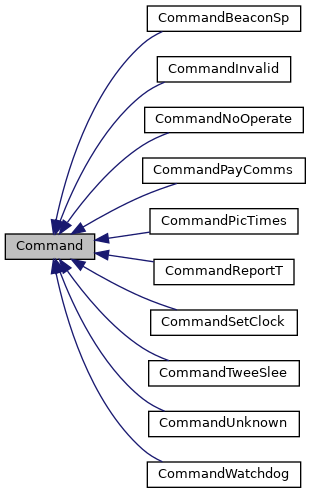 CommandBeaconSp
CommandInvalid
CommandNoOperate
CommandPayComms
CommandPicTimes
Command
CommandReportT
CommandSetClock
CommandTweeSlee
CommandUnknown
CommandWatchdog